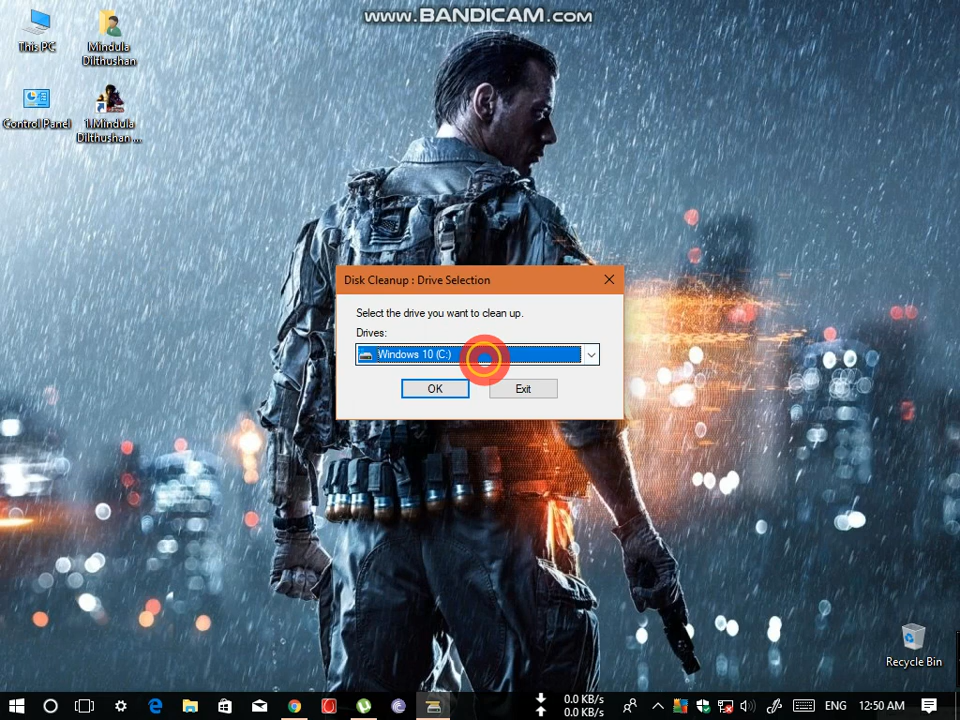 www.BANDICAM.com
This PC
Mindula
Dilthushan
Control Panel
1.Mindula
Dilthushan ...
Disk Cleanup : Drive Selection
Select the drive you want to clean up.
Drives:
Windows 10 (C:)
OK
Exit
Recycle Bin
0.0 KB/s
0.0 KB/s
ENG
12:50 AM